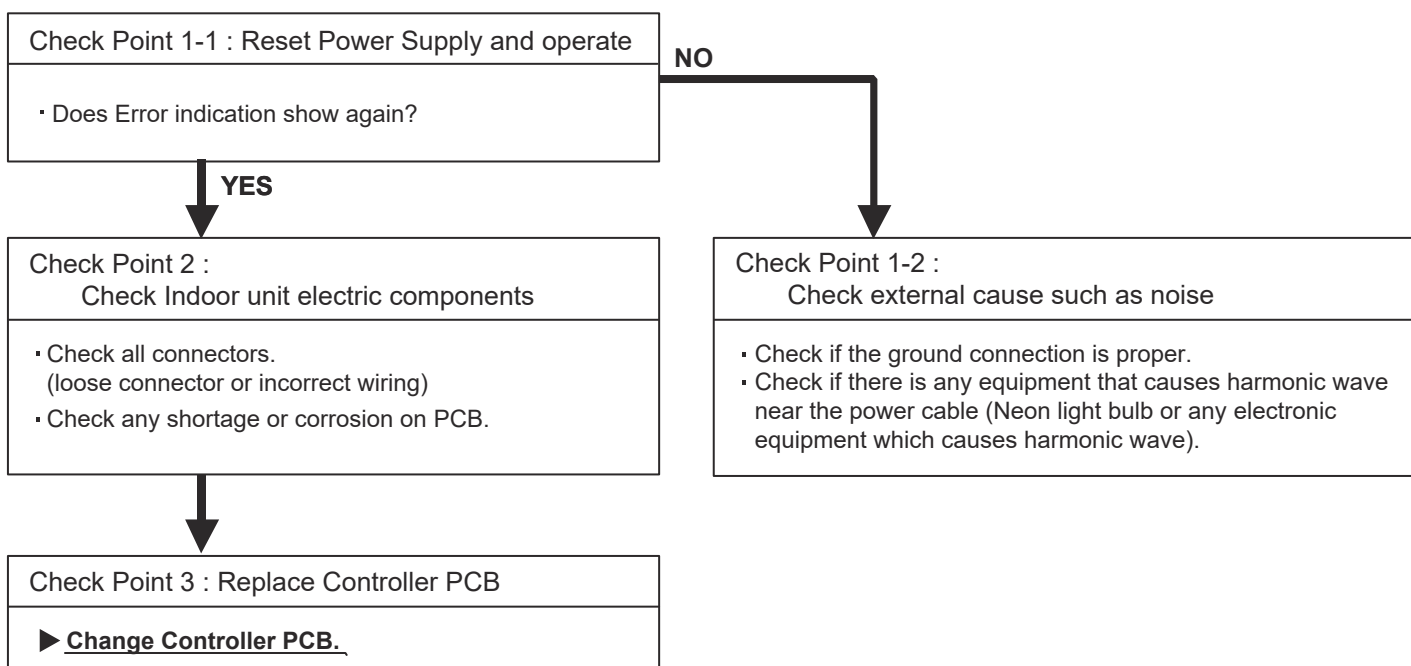 Check Point 1-1 : Reset Power Supply and operate
NO
▪ Does Error indication show again?
YES
Check Point 2 :
Check Indoor unit electric components
▪ Check all connectors.
(loose connector or incorrect wiring)
▪ Check any shortage or corrosion on PCB.
Check Point 1-2 :
Check external cause such as noise
▪ Check if the ground connection is proper.
▪ Check if there is any equipment that causes harmonic wave
near the power cable (Neon light bulb or any electronic
equipment which causes harmonic wave).
Check Point 3 : Replace Controller PCB
▶ Change Controller PCB.